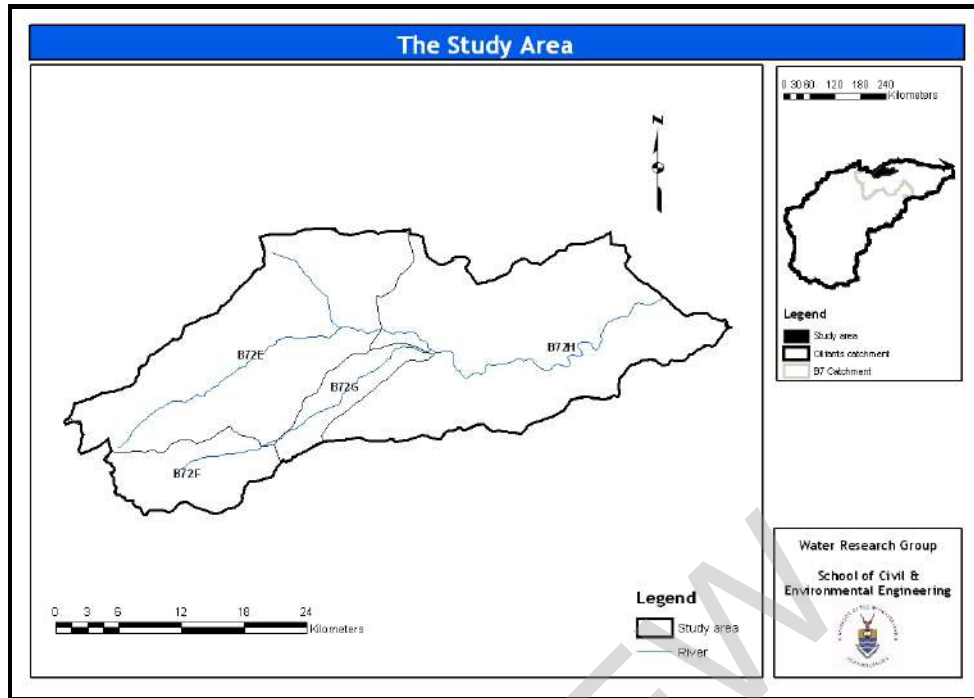 The Study Area
N
B72E
B72H
B72G
B72F
0 3 6 12 18 24
Kilometers
Legend
Study area
River
0 30 60 120 180 240
Kilometers
Legend
Study area
Olifants catchment
B7 Catchment
Water Research Group
School of Civil &
Environmental Engineering